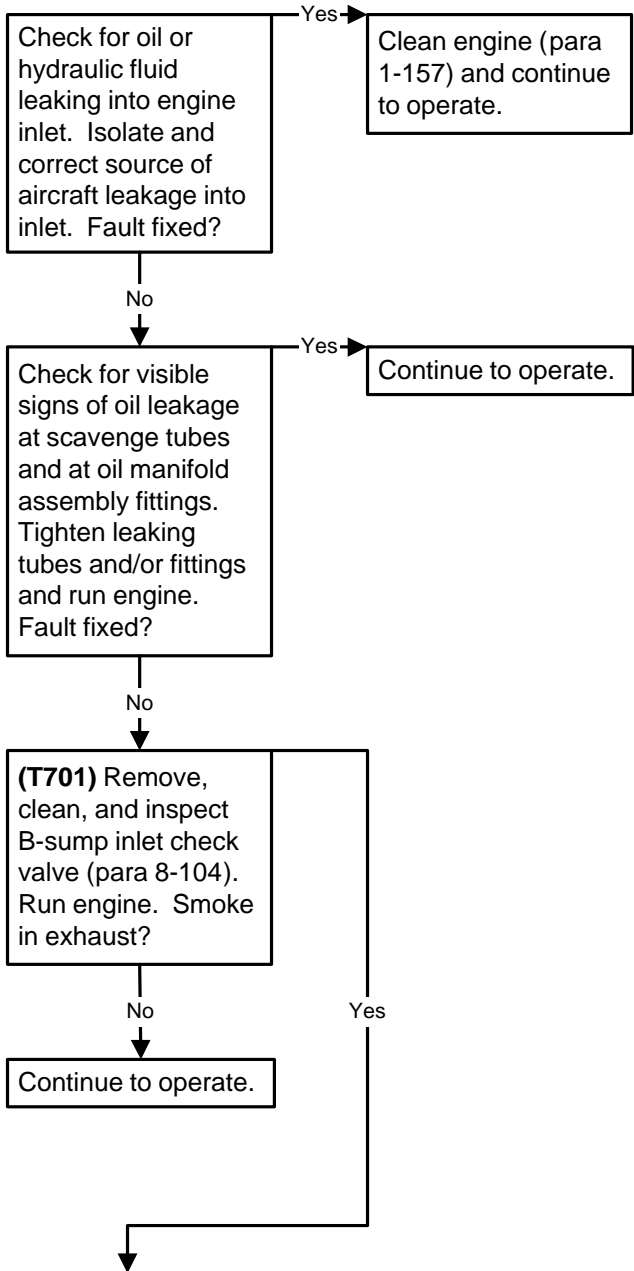 Check for oil or
hydraulic fluid
leaking into engine
inlet.  Isolate and
correct source of
aircraft leakage into
inlet.  Fault fixed?
Yes
Clean engine (para
1-157) and continue
to operate.
No
Check for visible
signs of oil leakage
at scavenge tubes
and at oil manifold
assembly fittings.
Tighten leaking
tubes and/or fittings
and run engine.
Fault fixed?
Yes
Continue to operate.
No
(T701) Remove,
clean, and inspect
B-sump inlet check
valve (para 8-104).
Run engine.  Smoke
in exhaust?
No
Yes
Continue to operate.